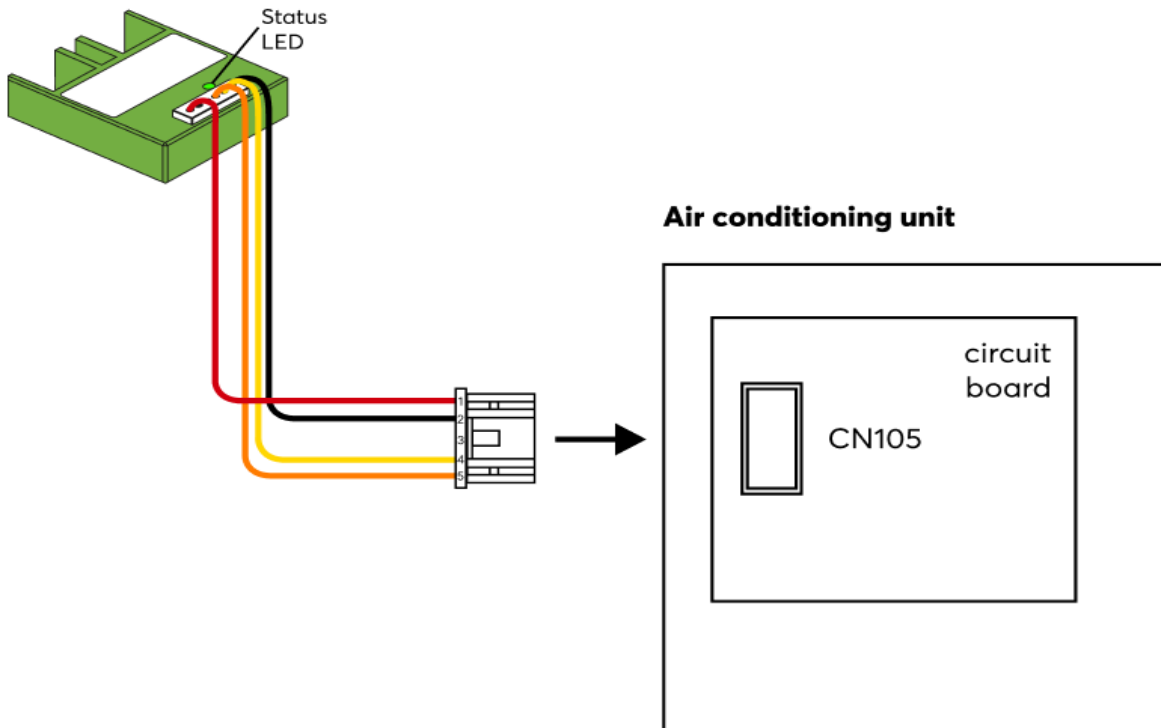 Status
LED
Air conditioning unit
circuit
board
CN105
1
2
3
4
5